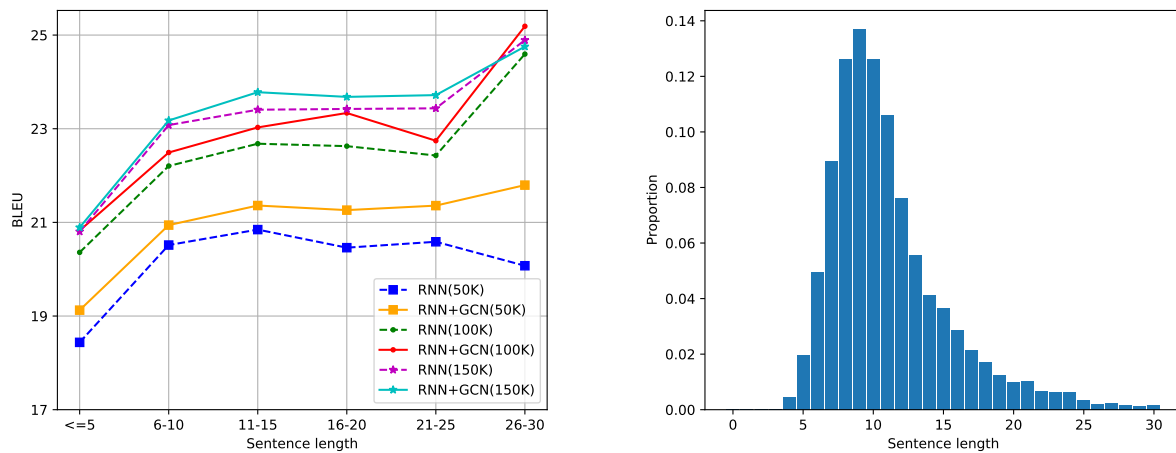 25
23
21
19
17
BLEU
<=5
6-10
11-15
16-20
21-25
26-30
Sentence length
RNN(50K)
RNN+GCN(50K)
RNN(100K)
RNN+GCN(100K)
RNN(150K)
RNN+GCN(150K)
0.14
0.12
0.10
0.08
0.06
0.04
0.02
0.00
Proportion
0
5
10
15
20
25
30
Sentence length